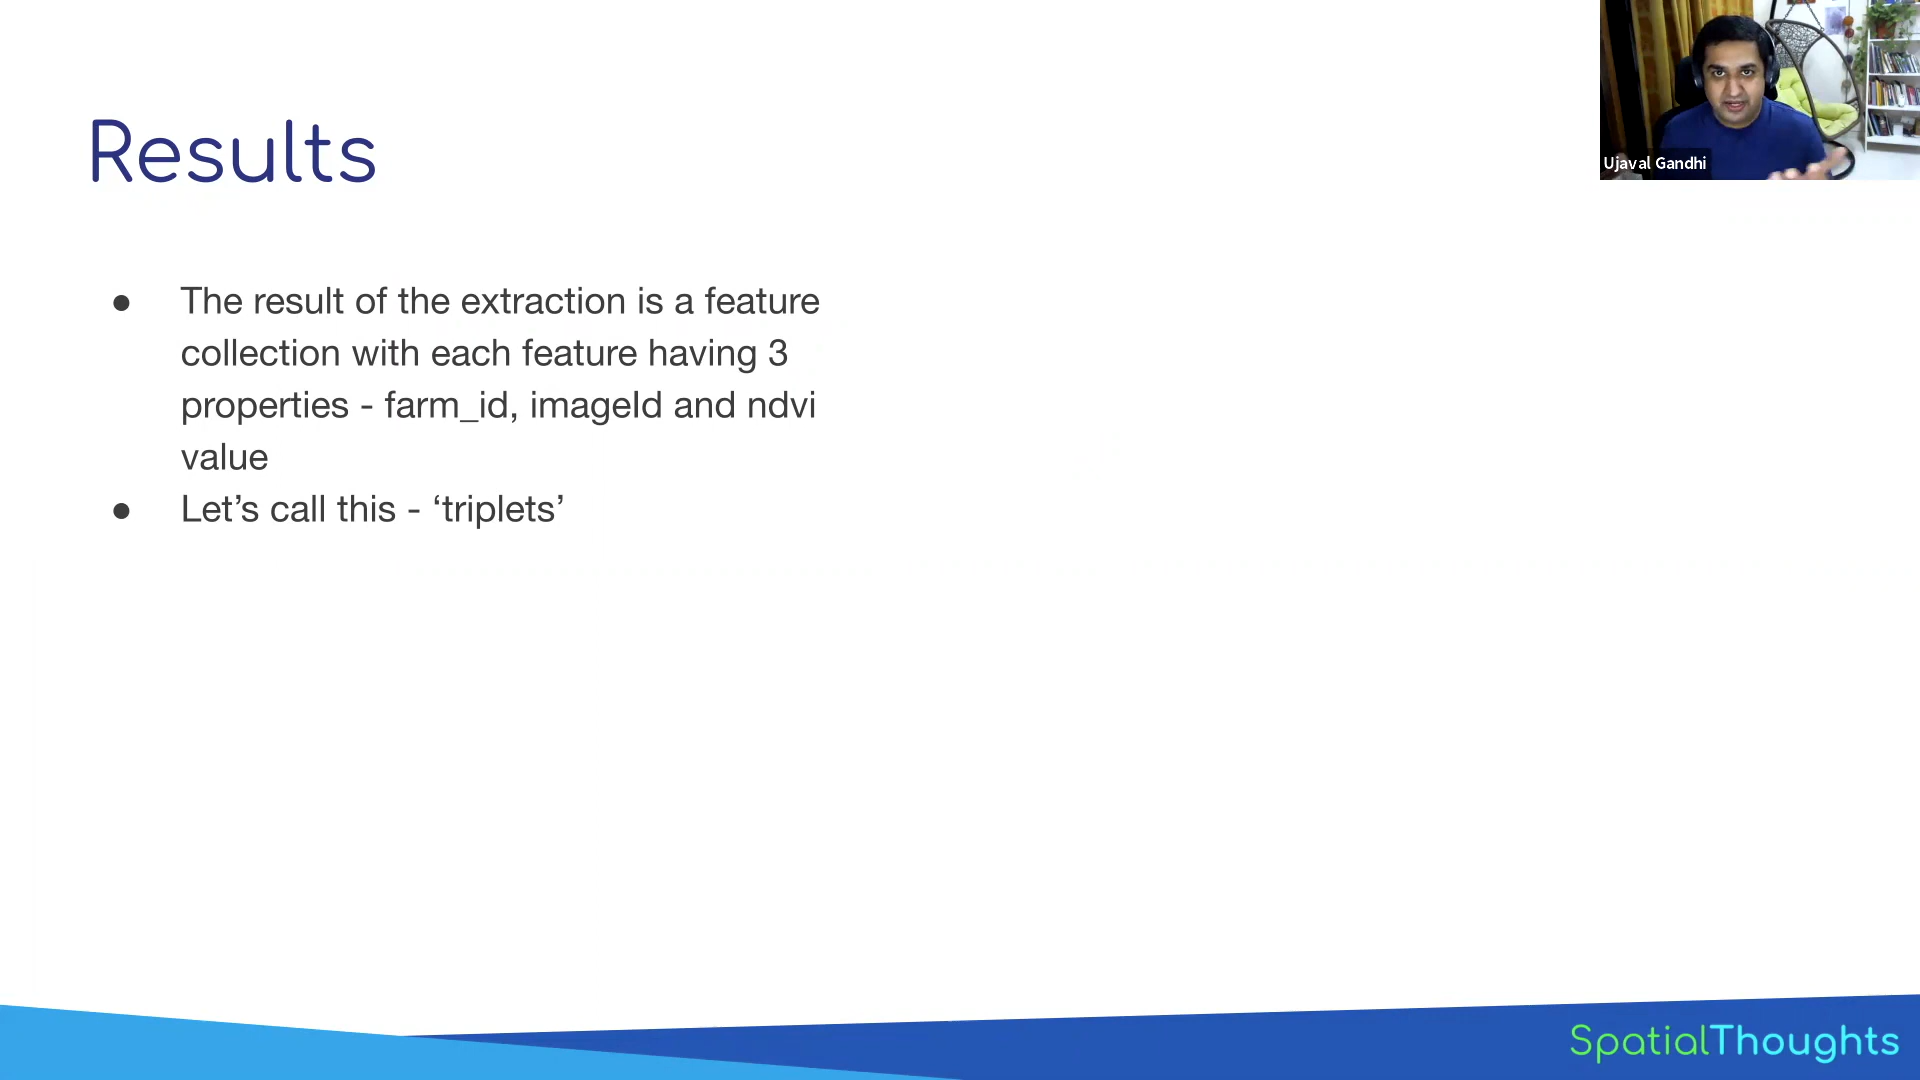 Results
Ujaval Gandhi
● The result of the extraction is a feature
collection with each feature having 3
properties - farm_id, imageId and ndvi
value
● Let’s call this - ‘triplets’
SpatialThoughts